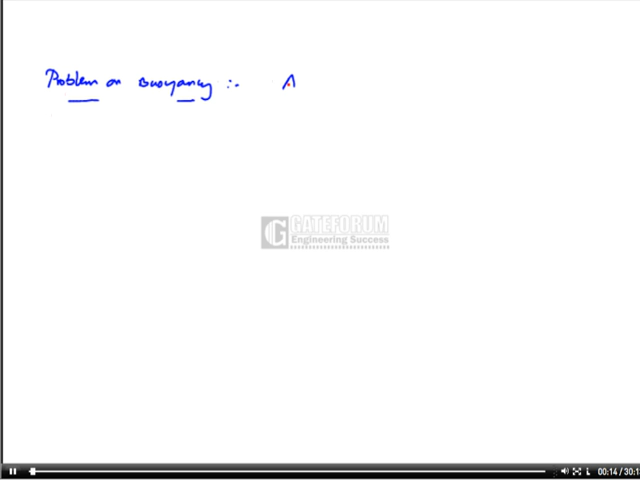 Problem on Buoyancy :- A
GATEFORUM
Engineering Success
00:14 / 30:1